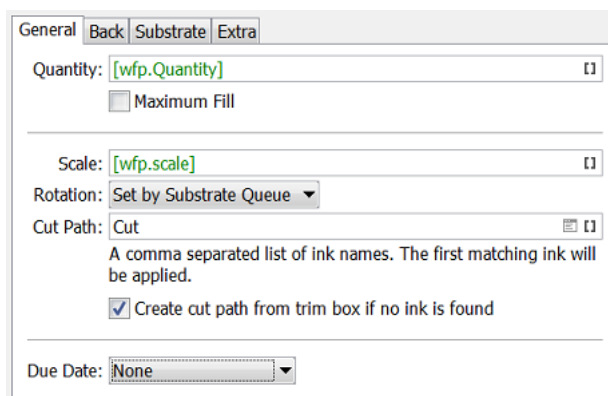 General Back Substrate Extra
Quantity: [wfp.Quantity] []
Maximum Fill
Scale: [wfp.scale] []
Rotation: Set by Substrate Queue
Cut Path: Cut []
A comma separated list of ink names. The first matching ink will
be applied.
Create cut path from trim box if no ink is found
Due Date: None